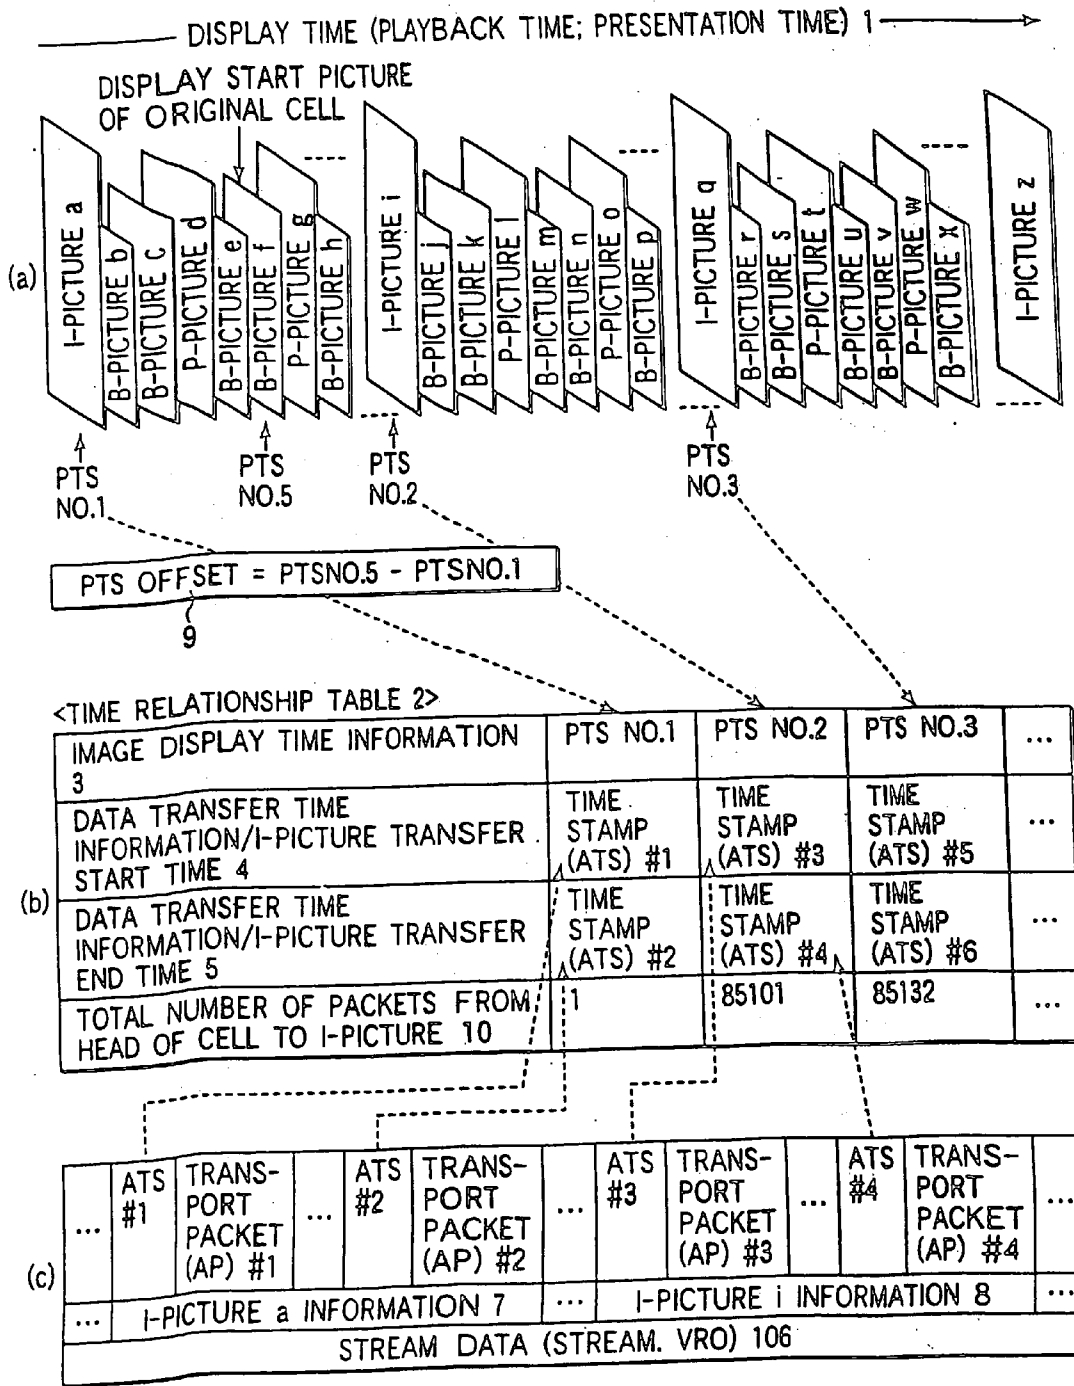 DISPLAY TIME (PLAYBACK TIME; PRESENTATION TIME) 1
DISPLAY START PICTURE
OF ORIGINAL CELL
(a)
I-PICTURE a
B-PICTURE b
B-PICTURE c
P-PICTURE d
B-PICTURE e
B-PICTURE f
P-PICTURE g
B-PICTURE h
I-PICTURE i
B-PICTURE j
B-PICTURE k
P-PICTURE l
B-PICTURE m
B-PICTURE n
P-PICTURE o
B-PICTURE p
I-PICTURE q
B-PICTURE r
B-PICTURE s
P-PICTURE t
B-PICTURE u
B-PICTURE v
P-PICTURE w
B-PICTURE x
I-PICTURE z
PTS
NO.1
PTS
NO.5
PTS
NO.2
PTS
NO.3
PTS OFFSET = PTSNO.5 - PTSNO.1
9
<TIME RELATIONSHIP TABLE 2>
(b)
IMAGE DISPLAY TIME INFORMATION
3
PTS NO.1
PTS NO.2
PTS NO.3
...
DATA TRANSFER TIME
INFORMATION/I-PICTURE TRANSFER
START TIME 4
TIME
STAMP
(ATS) #1
TIME
STAMP
(ATS) #3
TIME
STAMP
(ATS) #5
...
DATA TRANSFER TIME
INFORMATION/I-PICTURE TRANSFER
END TIME 5
TIME
STAMP
(ATS) #2
TIME
STAMP
(ATS) #4
TIME
STAMP
(ATS) #6
...
TOTAL NUMBER OF PACKETS FROM
HEAD OF CELL TO I-PICTURE 10
1
85101
85132
...
(c)
...
ATS
#1
TRANS-
PORT
PACKET
(AP) #1
...
ATS
#2
TRANS-
PORT
PACKET
(AP) #2
...
ATS
#3
TRANS-
PORT
PACKET
(AP) #3
...
ATS
#4
TRANS-
PORT
PACKET
(AP) #4
...
...
I-PICTURE a INFORMATION 7
...
I-PICTURE i INFORMATION 8
...
STREAM DATA (STREAM. VRO) 106